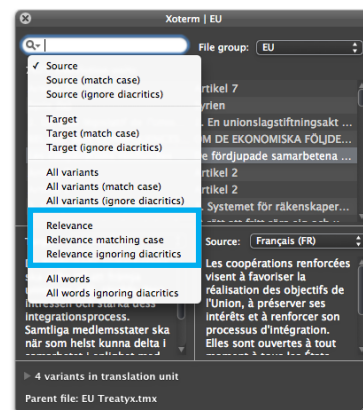 Xoterm | EU
File group: EU
✓ Source
Source (match case)
Source (ignore diacritics)
Target
Target (match case)
Target (ignore diacritics)
All variants
All variants (match case)
All variants (ignore diacritics)
Relevance
Relevance matching case
Relevance ignoring diacritics
All words
All words ignoring diacritics
rtikel 7
yrien
. En unionslagstiftningsakt ...
M DE EKONOMISKA FÖLJDE...
e fördjupade samarbetena ...
rtikel 2
rtikel 2
. Systemet för räkenskaper...
Source: Français (FR)
integrationsprocess.
Samtliga medlemsstater ska
när som helst kunna delta i
Les coopérations renforcées
visent à favoriser la
réalisation des objectifs de
l'Union, à préserver ses
intérêts et à renforcer son
processus d'intégration.
Elles sont ouvertes à tout
4 variants in translation unit
Parent file: EU Treatyx.tmx